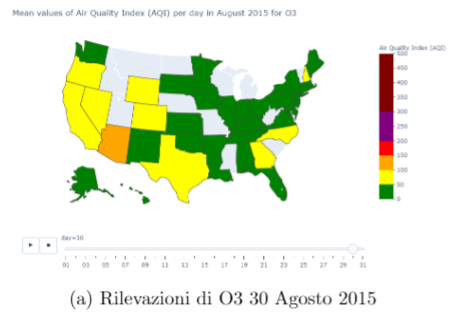 Mean values of Air Quality Index (AQI) per day in August 2015 for O3
Air Quality Index (AQI)
500
450
400
350
300
250
200
150
100
50
0
day=30
01 03 05 07 09 11 13 15 17 19 21 23 25 27 29 31
(a) Rilevazioni di O3 30 Agosto 2015